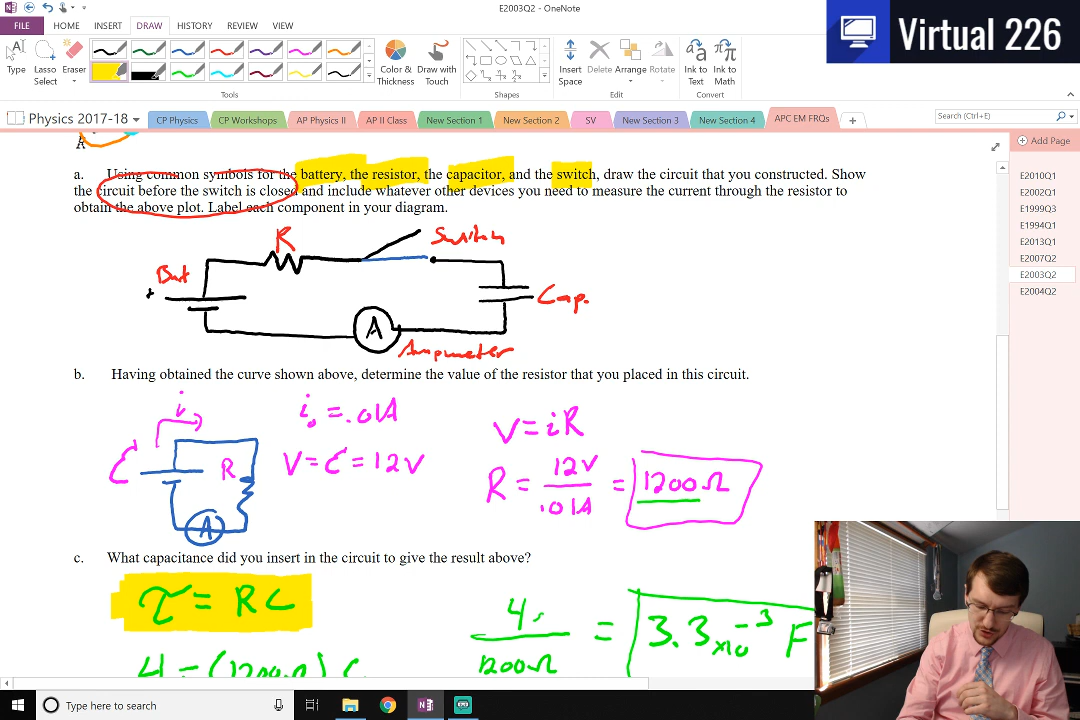 E2003Q2 - OneNote
Virtual 226
FILE HOME INSERT DRAW HISTORY REVIEW VIEW
Type Lasso Select Eraser Color & Thickness Draw with Touch Insert Space Delete Arrange Rotate Ink to Text Ink to Math
Tools Shapes Edit Convert
Physics 2017-18 CP Physics CP Workshops AP Physics II AP II Class New Section 1 New Section 2 SV New Section 3 New Section 4 APC EM FRQs + Search (Ctrl+E)
Add Page
E2010Q1
E2002Q1
E1999Q3
E1994Q1
E2013Q1
E2007Q2
E2003Q2
E2004Q2
R
a. Using common symbols for the battery, the resistor, the capacitor, and the switch, draw the circuit that you constructed. Show
the circuit before the switch is closed and include whatever other devices you need to measure the current through the resistor to
obtain the above plot. Label each component in your diagram.
R Switch
Bat
+
Cap.
A
Ampmeter
b. Having obtained the curve shown above, determine the value of the resistor that you placed in this circuit.
i i₀ = .01A V = iR
ℰ R V = ℰ = 12V R = 12V / .01A = 1200Ω
A
c. What capacitance did you insert in the circuit to give the result above?
τ = RC
4s / 1200Ω = 3.3 x10⁻³ F
4 = (1200Ω) C
Type here to search